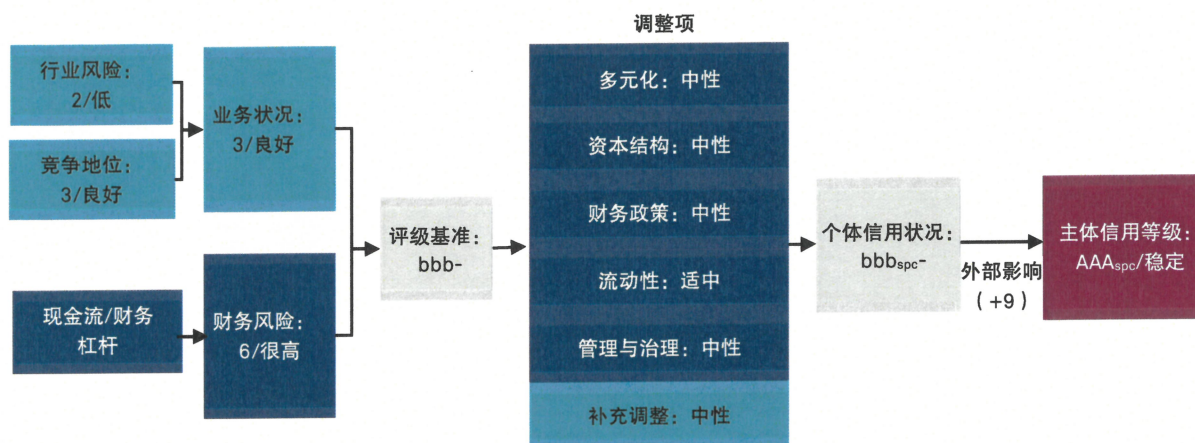 调整项
行业风险：
2/低
竞争地位：
3/良好
业务状况：
3/良好
现金流/财务
杠杆
财务风险：
6/很高
评级基准：
bbb-
多元化：中性
资本结构：中性
财务政策：中性
流动性：适中
管理与治理：中性
补充调整：中性
个体信用状况：
bbbspc-
外部影响
（+9）
主体信用等级：
AAAspc/稳定